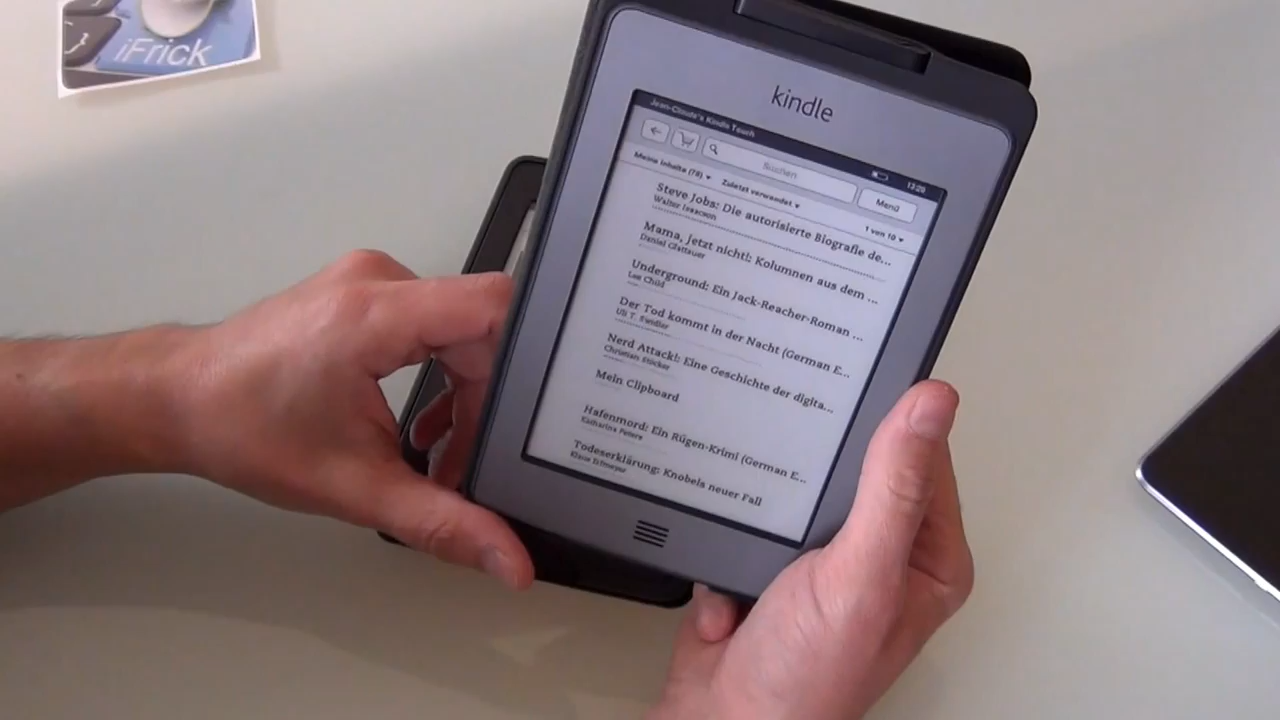 iFrick
kindle
Jean-Claude's Kindle Touch
13:20
Suchen
Menü
Meine Inhalte (78) Zuletzt verwendet
1 von 10
Steve Jobs: Die autorisierte Biografie de...
Walter Isaacson
Mama, jetzt nicht!: Kolumnen aus dem ...
Daniel Glattauer
Underground: Ein Jack-Reacher-Roman ...
Lee Child
Der Tod kommt in der Nacht (German E...
Uli T. Swidler
Nerd Attack!: Eine Geschichte der digita...
Christian Stöcker
Mein Clipboard
Hafenmord: Ein Rügen-Krimi (German E...
Katharina Peters
Todeserklärung: Knobels neuer Fall
Klaus Erfmeyer